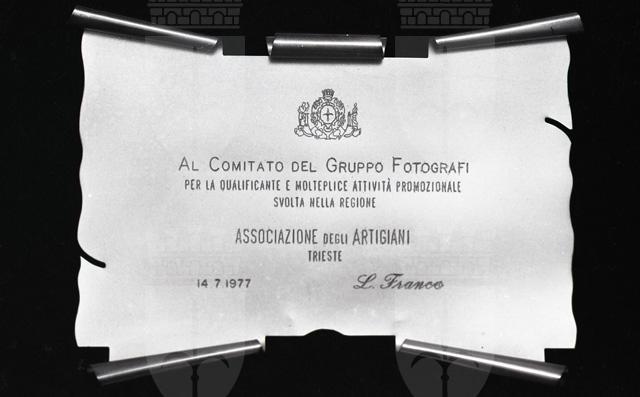 AL COMITATO DEL GRUPPO FOTOGRAFI
PER LA QUALIFICANTE E MOLTEPLICE ATTIVITÀ PROMOZIONALE
SVOLTA NELLA REGIONE
ASSOCIAZIONE DEGLI ARTIGIANI
TRIESTE
14 7 1977 L. Franco